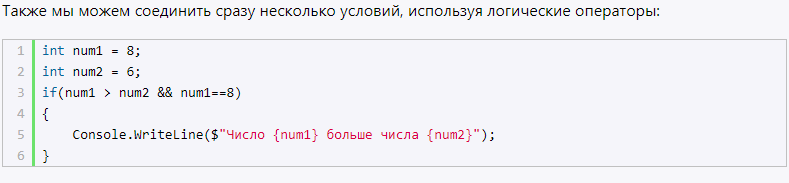 Также мы можем соединить сразу несколько условий, используя логические операторы:
1 int num1 = 8;
2 int num2 = 6;
3 if(num1 > num2 && num1==8)
4 {
5     Console.WriteLine($"Число {num1} больше числа {num2}");
6 }